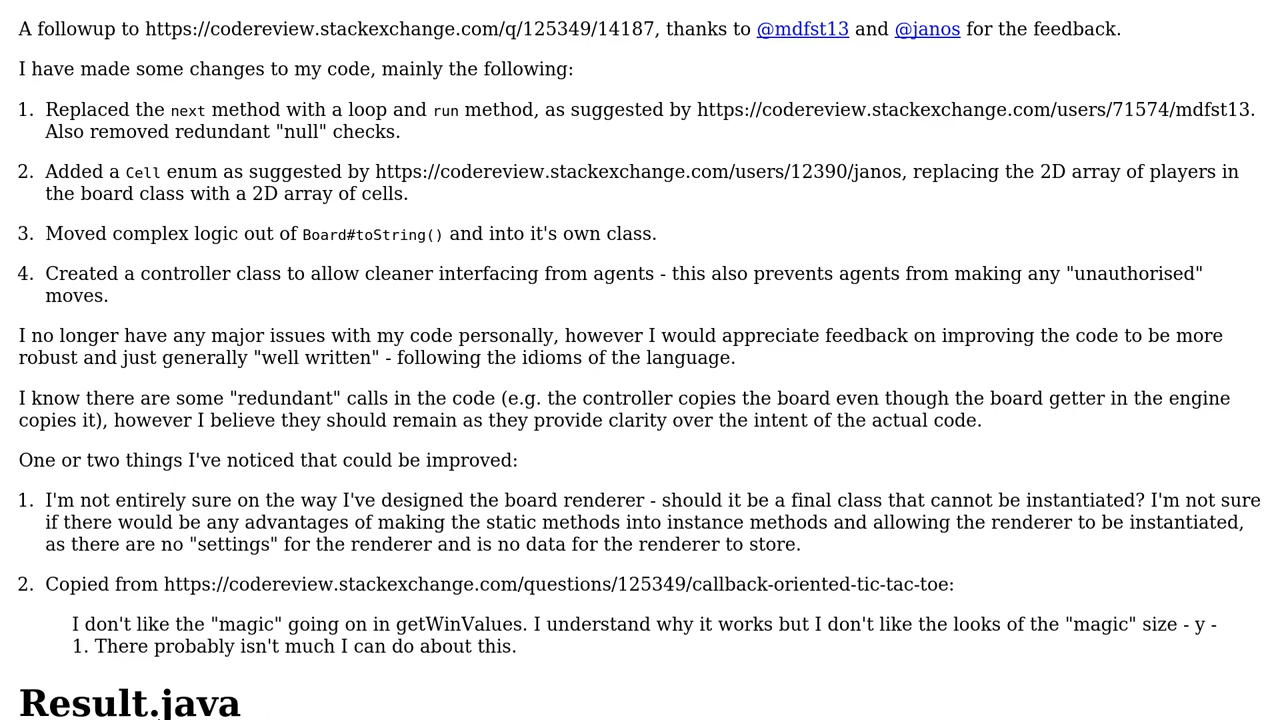 A followup to https://codereview.stackexchange.com/q/125349/14187, thanks to @mdfst13 and @janos for the feedback.
I have made some changes to my code, mainly the following:
1. Replaced the next method with a loop and run method, as suggested by https://codereview.stackexchange.com/users/71574/mdfst13.
Also removed redundant "null" checks.
2. Added a Cell enum as suggested by https://codereview.stackexchange.com/users/12390/janos, replacing the 2D array of players in
the board class with a 2D array of cells.
3. Moved complex logic out of Board#toString() and into it's own class.
4. Created a controller class to allow cleaner interfacing from agents - this also prevents agents from making any "unauthorised"
moves.
I no longer have any major issues with my code personally, however I would appreciate feedback on improving the code to be more
robust and just generally "well written" - following the idioms of the language.
I know there are some "redundant" calls in the code (e.g. the controller copies the board even though the board getter in the engine
copies it), however I believe they should remain as they provide clarity over the intent of the actual code.
One or two things I've noticed that could be improved:
1. I'm not entirely sure on the way I've designed the board renderer - should it be a final class that cannot be instantiated? I'm not sure
if there would be any advantages of making the static methods into instance methods and allowing the renderer to be instantiated,
as there are no "settings" for the renderer and is no data for the renderer to store.
2. Copied from https://codereview.stackexchange.com/questions/125349/callback-oriented-tic-tac-toe:
I don't like the "magic" going on in getWinValues. I understand why it works but I don't like the looks of the "magic" size - y -
1. There probably isn't much I can do about this.
Result.java